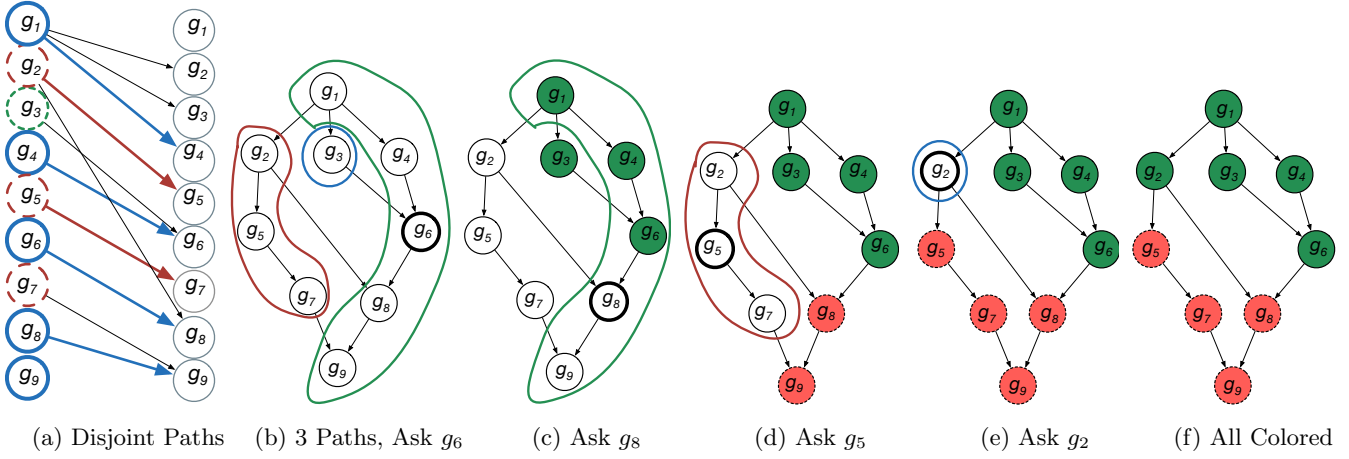 g1 g1
g2 g2
g3 g3
g4 g4
g5 g5
g6 g6
g7 g7
g8 g8
g9 g9
(a) Disjoint Paths
g1
g2 g3 g4
g5 g6
g7 g8
g9
(b) 3 Paths, Ask g6
g1
g2 g3 g4
g5 g6
g7 g8
g9
(c) Ask g8
g1
g2 g3 g4
g5 g6
g7 g8
g9
(d) Ask g5
g1
g2 g3 g4
g5 g6
g7 g8
g9
(e) Ask g2
g1
g2 g3 g4
g5 g6
g7 g8
g9
(f) All Colored